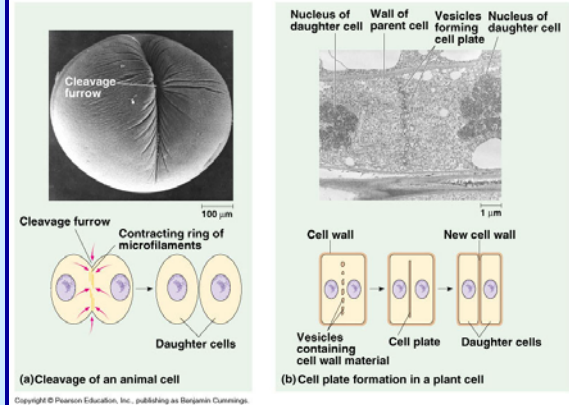 Cleavage
furrow
100 μm
Cleavage furrow
Contracting ring of
microfilaments
Daughter cells
(a)Cleavage of an animal cell
Nucleus of
daughter cell
Wall of
parent cell
Vesicles
forming
cell plate
Nucleus of
daughter cell
1 μm
Cell wall
New cell wall
Vesicles
containing
cell wall material
Cell plate
Daughter cells
(b)Cell plate formation in a plant cell
Copyright © Pearson Education, Inc., publishing as Benjamin Cummings.